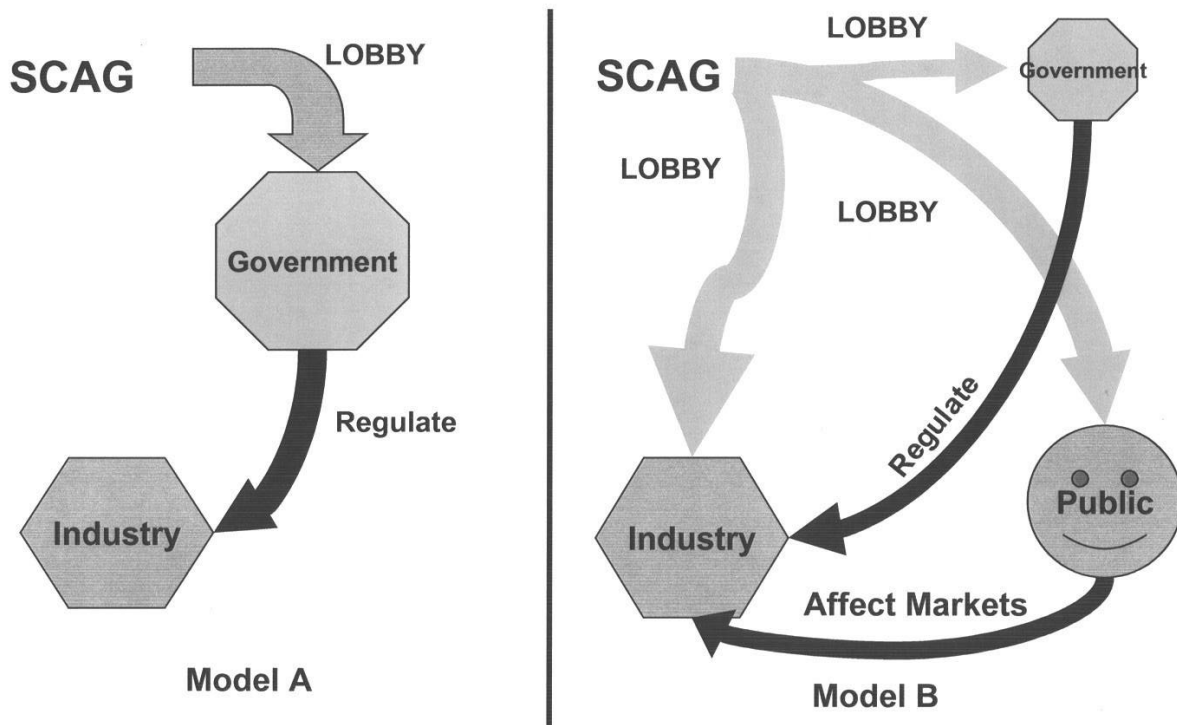 SCAG
LOBBY
Government
Regulate
Industry
Model A
SCAG
LOBBY
Government
LOBBY
LOBBY
Regulate
Public
Industry
Affect Markets
Model B